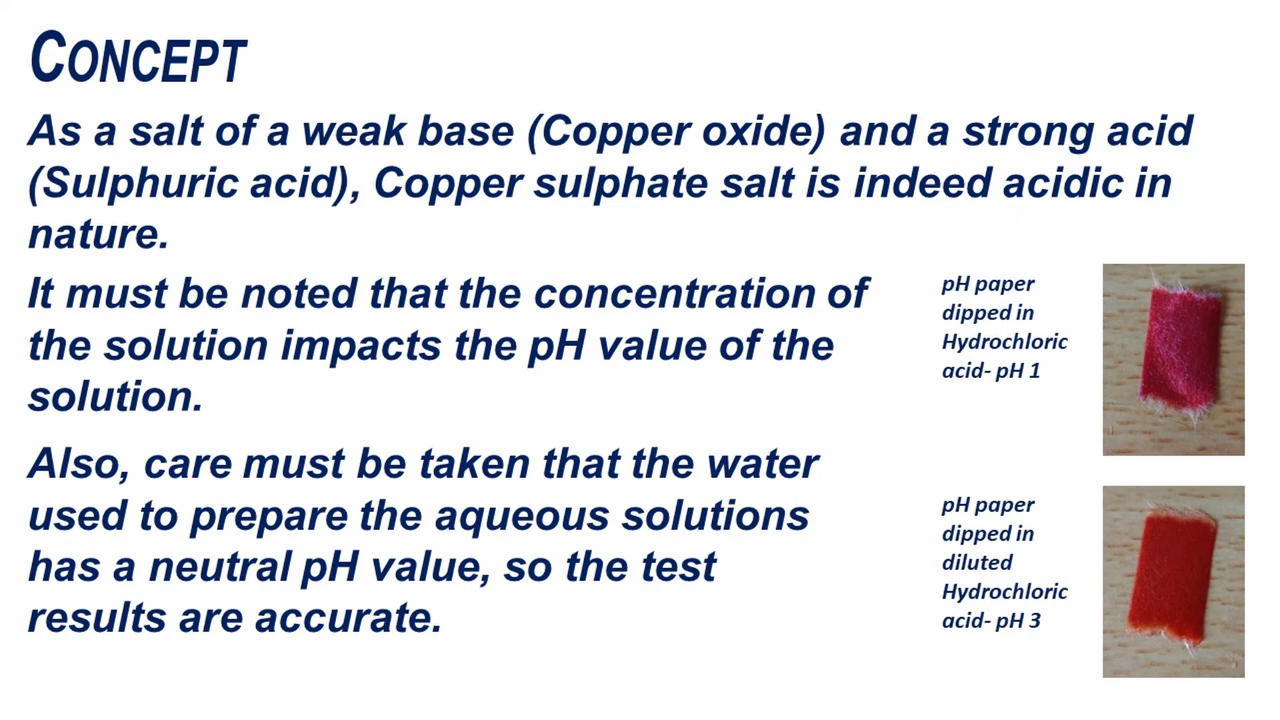 CONCEPT
As a salt of a weak base (Copper oxide) and a strong acid
(Sulphuric acid), Copper sulphate salt is indeed acidic in
nature.
It must be noted that the concentration of
the solution impacts the pH value of the
solution.
Also, care must be taken that the water
used to prepare the aqueous solutions
has a neutral pH value, so the test
results are accurate.
pH paper
dipped in
Hydrochloric
acid- pH 1
pH paper
dipped in
diluted
Hydrochloric
acid- pH 3